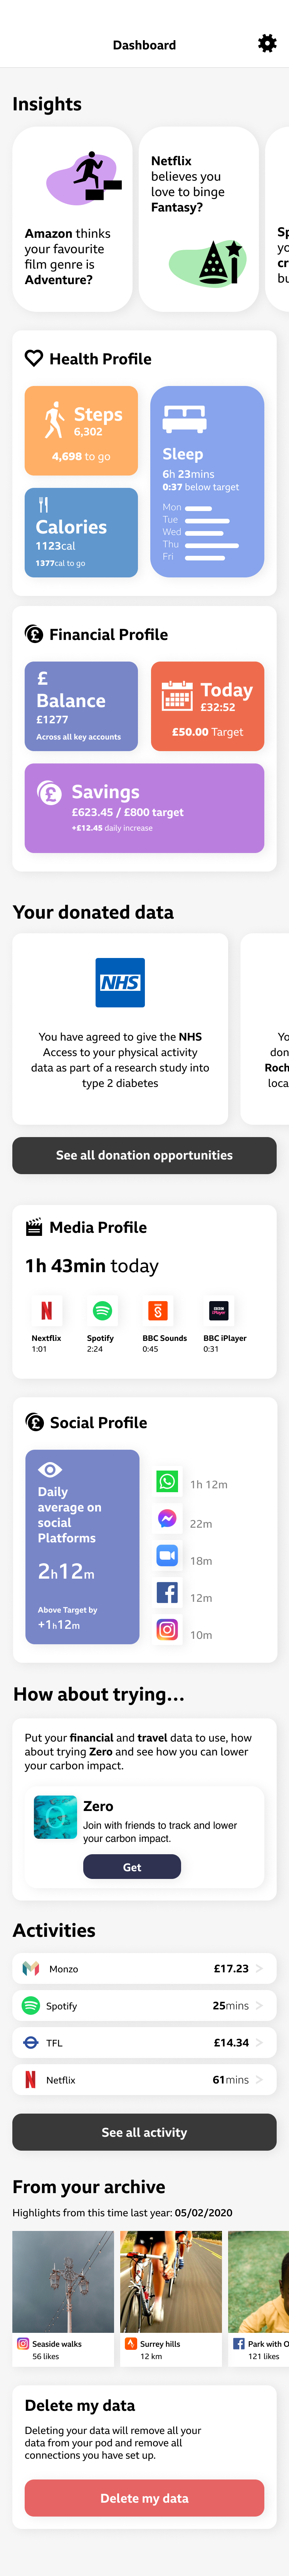 Dashboard
Insights
Amazon thinks
your favourite
film genre is
Adventure?
Netflix
believes you
love to binge
Fantasy?
Health Profile
Steps
6,302
4,698 to go
Calories
1123cal
1377cal to go
Sleep
6h 23mins
0:37 below target
Mon
Tue
Wed
Thu
Fri
Financial Profile
£
Balance
£1277
Across all key accounts
Today
£32:52
£50.00 Target
£
Savings
£623.45 / £800 target
+£12.45 daily increase
Your donated data
NHS
You have agreed to give the NHS
Access to your physical activity
data as part of a research study into
type 2 diabetes
Yo
don
Roch
loca
See all donation opportunities
Media Profile
1h 43min today
Nextflix
1:01
Spotify
2:24
BBC Sounds
0:45
BBC iPlayer
0:31
Social Profile
Daily
average on
social
Platforms
2h12m
Above Target by
+1h12m
1h 12m
22m
18m
12m
10m
How about trying...
Put your financial and travel data to use, how
about trying Zero and see how you can lower
your carbon impact.
Zero
Join with friends to track and lower
your carbon impact.
Get
Activities
Monzo £17.23
Spotify 25mins
TFL £14.34
Netflix 61mins
See all activity
From your archive
Highlights from this time last year: 05/02/2020
Seaside walks
56 likes
Surrey hills
12 km
Park with O
121 likes
Delete my data
Deleting your data will remove all your
data from your pod and remove all
connections you have set up.
Delete my data